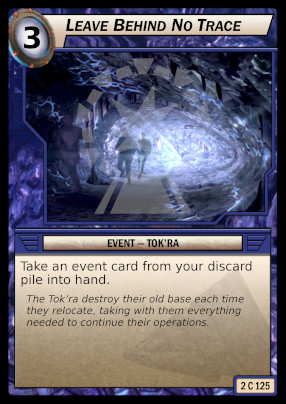 3
LEAVE BEHIND NO TRACE
EVENT – TOK'RA
Take an event card from your discard
pile into hand.
The Tok'ra destroy their old base each time
they relocate, taking with them everything
needed to continue their operations.
2 C 125